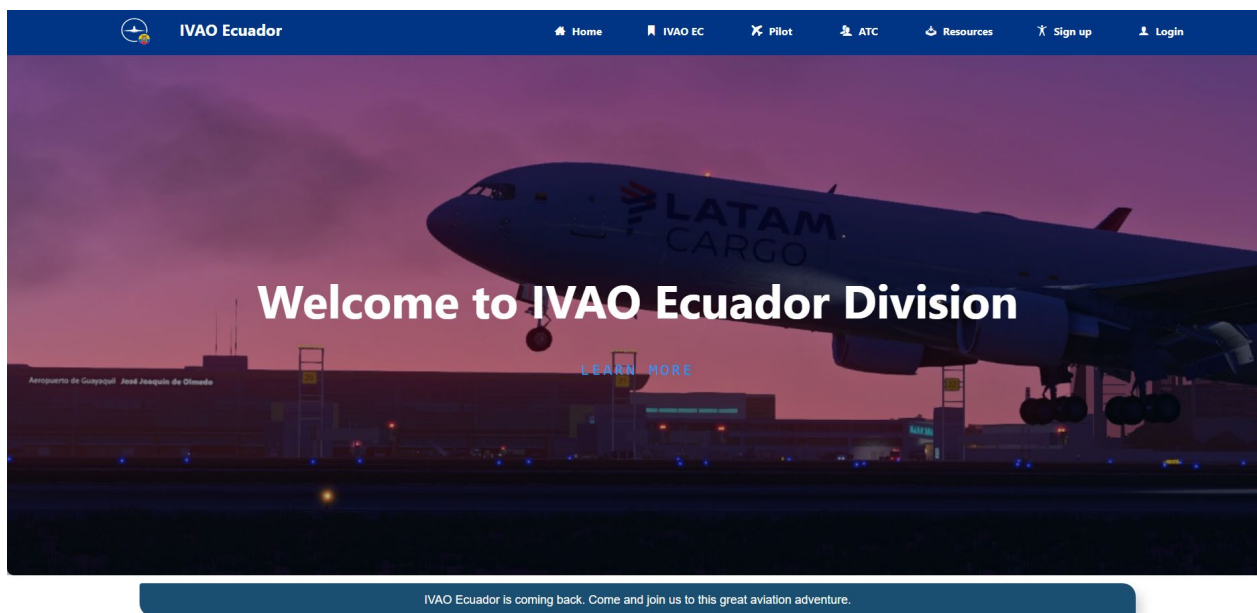 IVAO Ecuador
Home
IVAO EC
Pilot
ATC
Resources
Sign up
Login
LATAM
CARGO
Welcome to IVAO Ecuador Division
LEARN MORE
Aeropuerto de Guayaquil José Joaquín de Olmedo
IVAO Ecuador is coming back. Come and join us to this great aviation adventure.